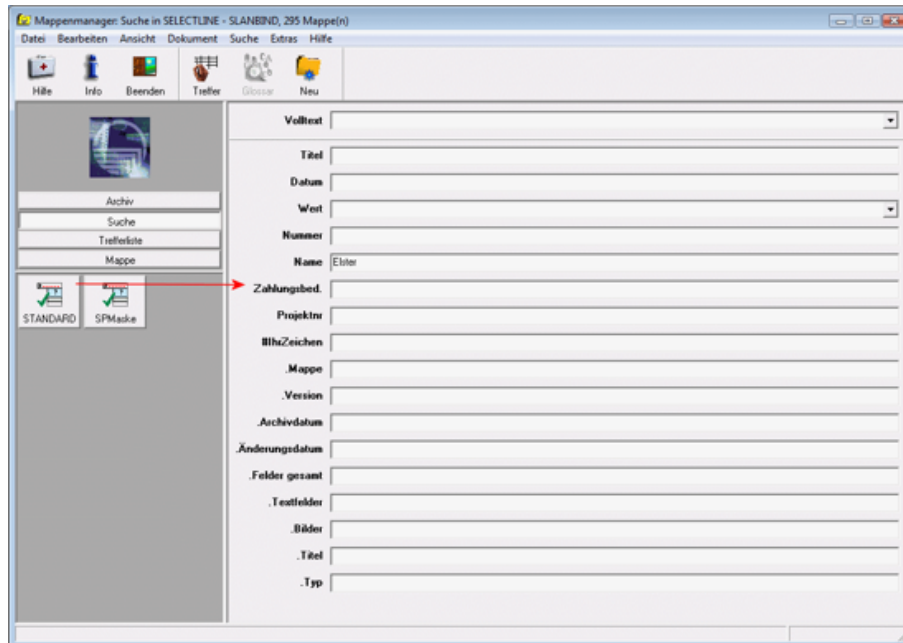 Mappenmanager: Suche in SELECTLINE - SLANBIND, 295 Mappe(n)
Datei Bearbeiten Ansicht Dokument Suche Extras Hilfe
Hilfe Info Beenden Treffer Glossar Neu
Volltext
Archiv
Suche
Trefferliste
Mappe
STANDARD SPMaske
Titel
Datum
Wert
Nummer
Name Elster
Zahlungsbed.
Projektnr
#IhrZeichen
.Mappe
.Version
.Archivdatum
.Änderungsdatum
.Felder gesamt
.Textfelder
.Bilder
.Titel
.Typ